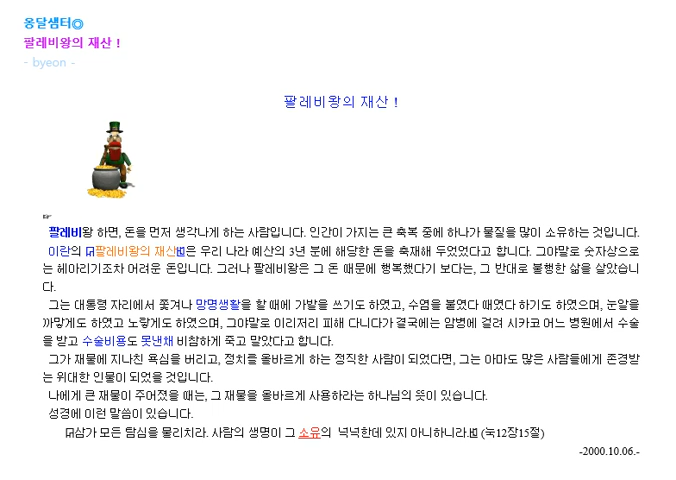 옹달샘터◎
팔레비왕의 재산 !
- byeon -
팔레비왕의 재산 !
☞
팔레비왕 하면, 돈을 먼저 생각나게 하는 사람입니다. 인간이 가지는 큰 축복 중에 하나가 물질을 많이 소유하는 것입니다.
이란의 『팔레비왕의 재산』은 우리 나라 예산의 3년 분에 해당한 돈을 축재해 두었었다고 합니다. 그야말로 숫자상으로
는 헤아리기조차 어려운 돈입니다. 그러나 팔레비왕은 그 돈 때문에 행복했다기 보다는, 그 반대로 불행한 삶을 살았습니
다.
그는 대통령 자리에서 쫓겨나 망명생활을 할 때에 가발을 쓰기도 하였고, 수염을 붙였다 때였다 하기도 하였으며, 눈알을
까맣게도 하였고 노랗게도 하였으며, 그야말로 이리저리 피해 다니다가 결국에는 암병에 걸려 시카코 어느 병원에서 수술
을 받고 수술비용도 못낸채 비참하게 죽고 말았다고 합니다.
그가 재물에 지나친 욕심을 버리고, 정치를 올바르게 하는 정직한 사람이 되었다면, 그는 아마도 많은 사람들에게 존경받
는 위대한 인물이 되었을 것입니다.
나에게 큰 재물이 주어졌을 때는, 그 재물을 올바르게 사용하라는 하나님의 뜻이 있습니다.
성경에 이런 말씀이 있습니다.
『삼가 모든 탐심을 물리치라. 사람의 생명이 그 소유의 넉넉한데 있지 아니하니라.』 (눅12장15절)
-2000.10.06.-